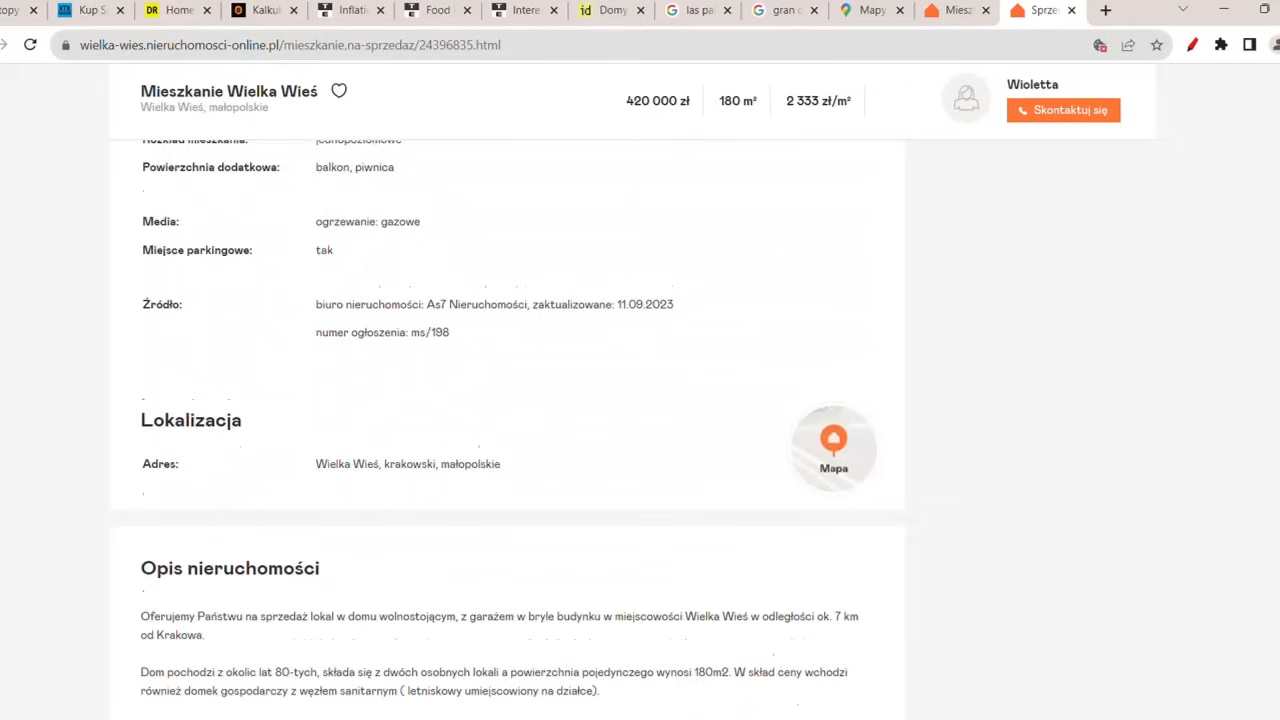 kopy
Kup S
DR Home
Kalkul
Inflatio
Food I
Intere
id Domy
las pa
gran c
Mapy
Miesz
Sprze
wielka-wies.nieruchomosci-online.pl/mieszkanie,na-sprzedaz/24396835.html
Mieszkanie Wielka Wieś
Wielka Wieś, małopolskie
420 000 zł 180 m² 2 333 zł/m²
Wioletta
Skontaktuj się
Rozkład mieszkania: jednopoziomowe
Powierzchnia dodatkowa: balkon, piwnica
Media: ogrzewanie: gazowe
Miejsce parkingowe: tak
Źródło: biuro nieruchomości: As7 Nieruchomości, zaktualizowane: 11.09.2023
numer ogłoszenia: ms/198
Lokalizacja
Mapa
Adres: Wielka Wieś, krakowski, małopolskie
Opis nieruchomości
Oferujemy Państwu na sprzedaż lokal w domu wolnostojącym, z garażem w bryle budynku w miejscowości Wielka Wieś w odległości ok. 7 km
od Krakowa.
Dom pochodzi z okolic lat 80-tych, składa się z dwóch osobnych lokali a powierzchnia pojedynczego wynosi 180m2. W skład ceny wchodzi
również domek gospodarczy z węzłem sanitarnym ( letniskowy umiejscowiony na działce).